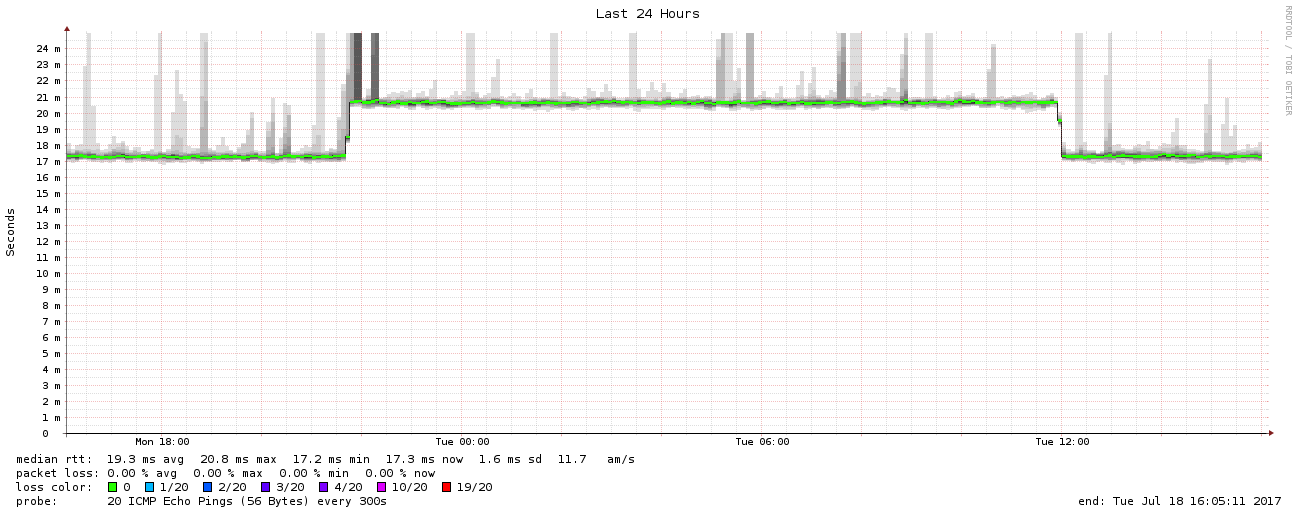 Last 24 Hours
RRDTOOL / TOBI OETIKER
Seconds
24 m
23 m
22 m
21 m
20 m
19 m
18 m
17 m
16 m
15 m
14 m
13 m
12 m
11 m
10 m
9 m
8 m
7 m
6 m
5 m
4 m
3 m
2 m
1 m
0
Mon 18:00 Tue 00:00 Tue 06:00 Tue 12:00
median rtt: 19.3 ms avg 20.8 ms max 17.2 ms min 17.3 ms now 1.6 ms sd 11.7 am/s
packet loss: 0.00 % avg 0.00 % max 0.00 % min 0.00 % now
loss color: 0 1/20 2/20 3/20 4/20 10/20 19/20
probe: 20 ICMP Echo Pings (56 Bytes) every 300s end: Tue Jul 18 16:05:11 2017